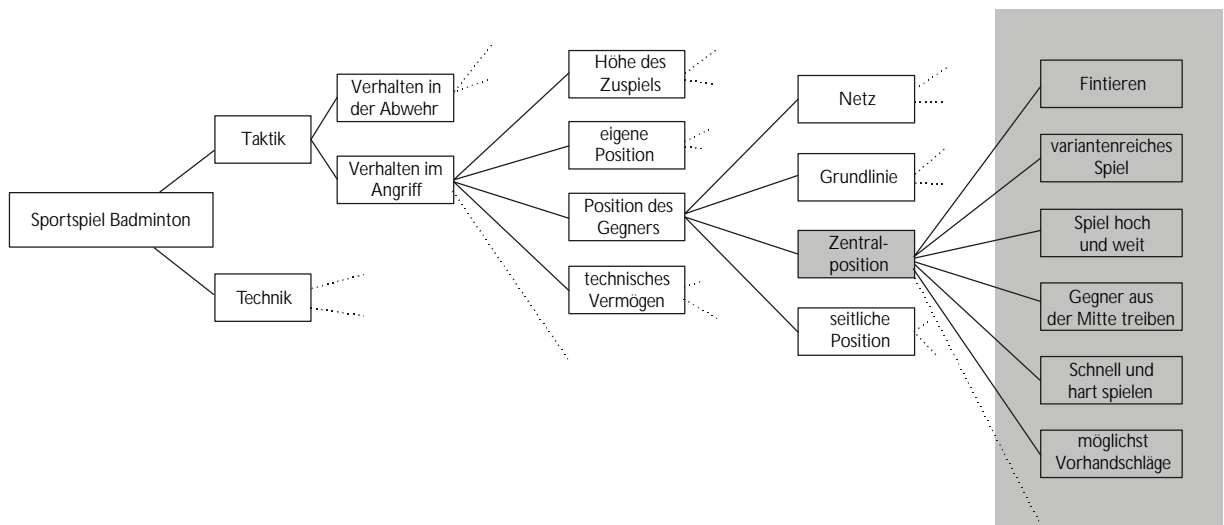 Sportspiel Badminton
Taktik
Technik
Verhalten in
der Abwehr
Verhalten im
Angriff
Höhe des
Zuspiels
eigene
Position
Position des
Gegners
technisches
Vermögen
Netz
Grundlinie
Zentral-
position
seitliche
Position
Fintieren
variantenreiches
Spiel
Spiel hoch
und weit
Gegner aus
der Mitte treiben
Schnell und
hart spielen
möglichst
Vorhandschläge